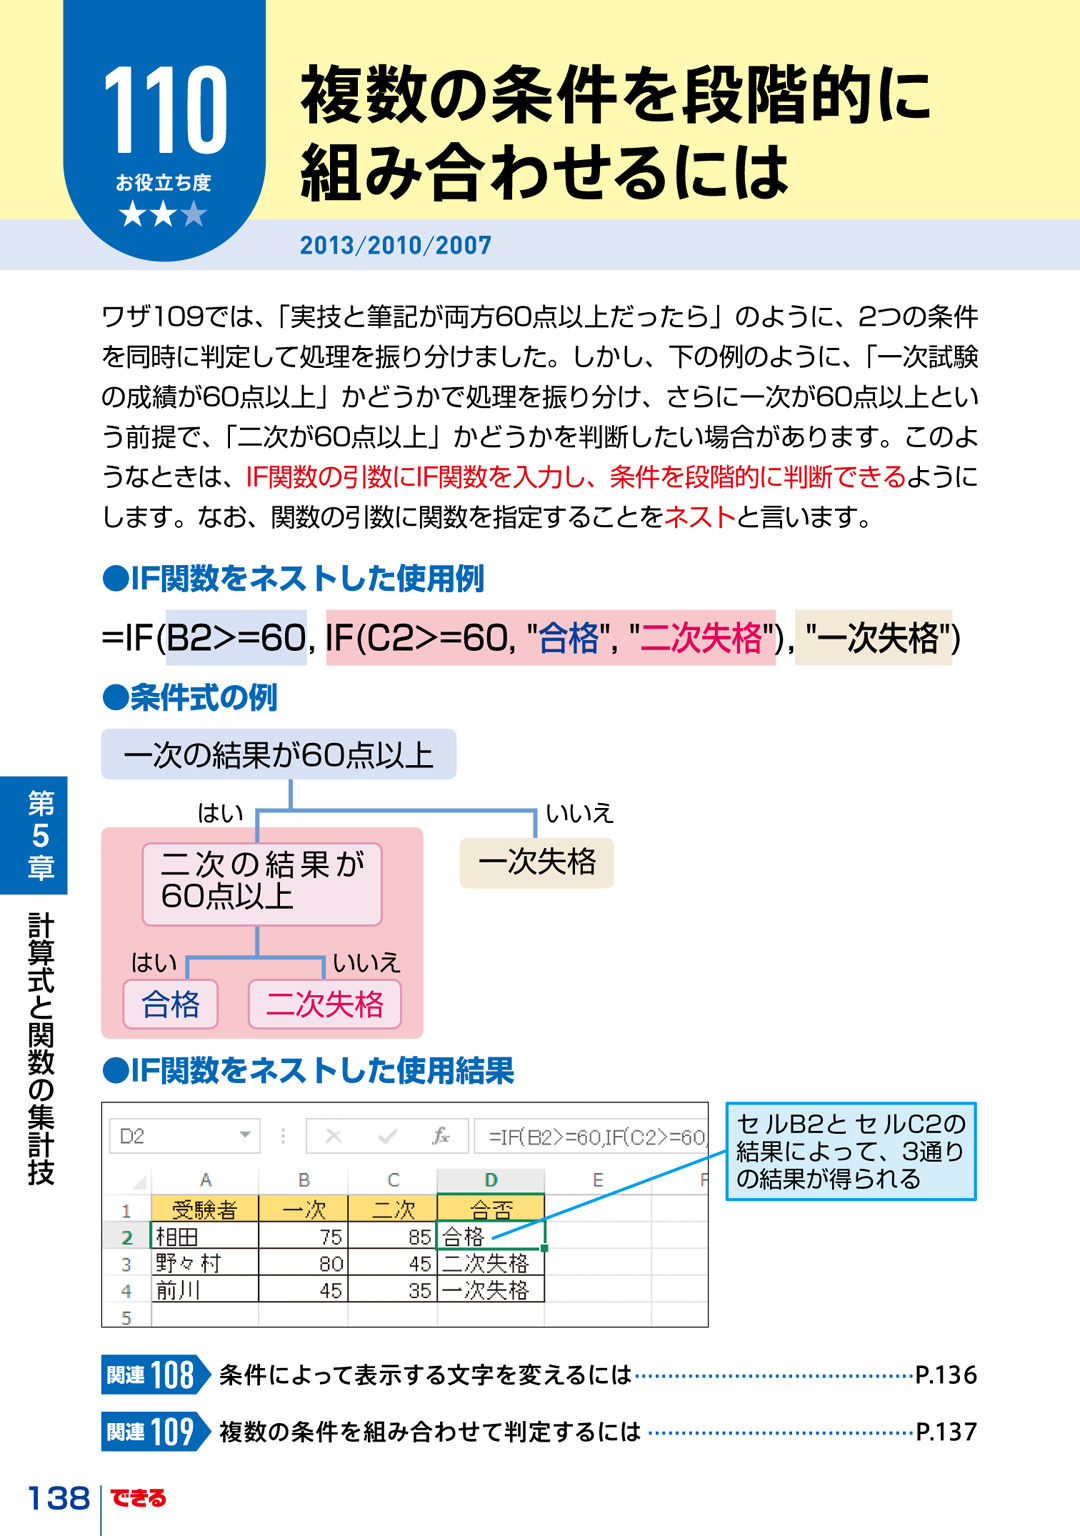 110
お役立ち度
★★★
複数の条件を段階的に
組み合わせるには
2013/2010/2007
ワザ109では、「実技と筆記が両方60点以上だったら」のように、2つの条件
を同時に判定して処理を振り分けました。しかし、下の例のように、「一次試験
の成績が60点以上」かどうかで処理を振り分け、さらに一次が60点以上とい
う前提で、「二次が60点以上」かどうかを判断したい場合があります。このよ
うなときは、IF関数の引数にIF関数を入力し、条件を段階的に判断できるように
します。なお、関数の引数に関数を指定することをネストと言います。
●IF関数をネストした使用例
=IF(B2>=60, IF(C2>=60, "合格", "二次失格"), "一次失格")
●条件式の例
一次の結果が60点以上
はい
いいえ
二次の結果が
60点以上
一次失格
はい
いいえ
合格
二次失格
●IF関数をネストした使用結果
D2
fx
=IF(B2>=60,IF(C2>=60,
A B C D E F
1 受験者 一次 二次 合否
2 相田 75 85 合格
3 野々村 80 45 二次失格
4 前川 45 35 一次失格
5
セルB2とセルC2の
結果によって、3通り
の結果が得られる
関連108 条件によって表示する文字を変えるには……………………………P.136
関連109 複数の条件を組み合わせて判定するには……………………………P.137
第5章
計算式と関数の集計技
138 できる